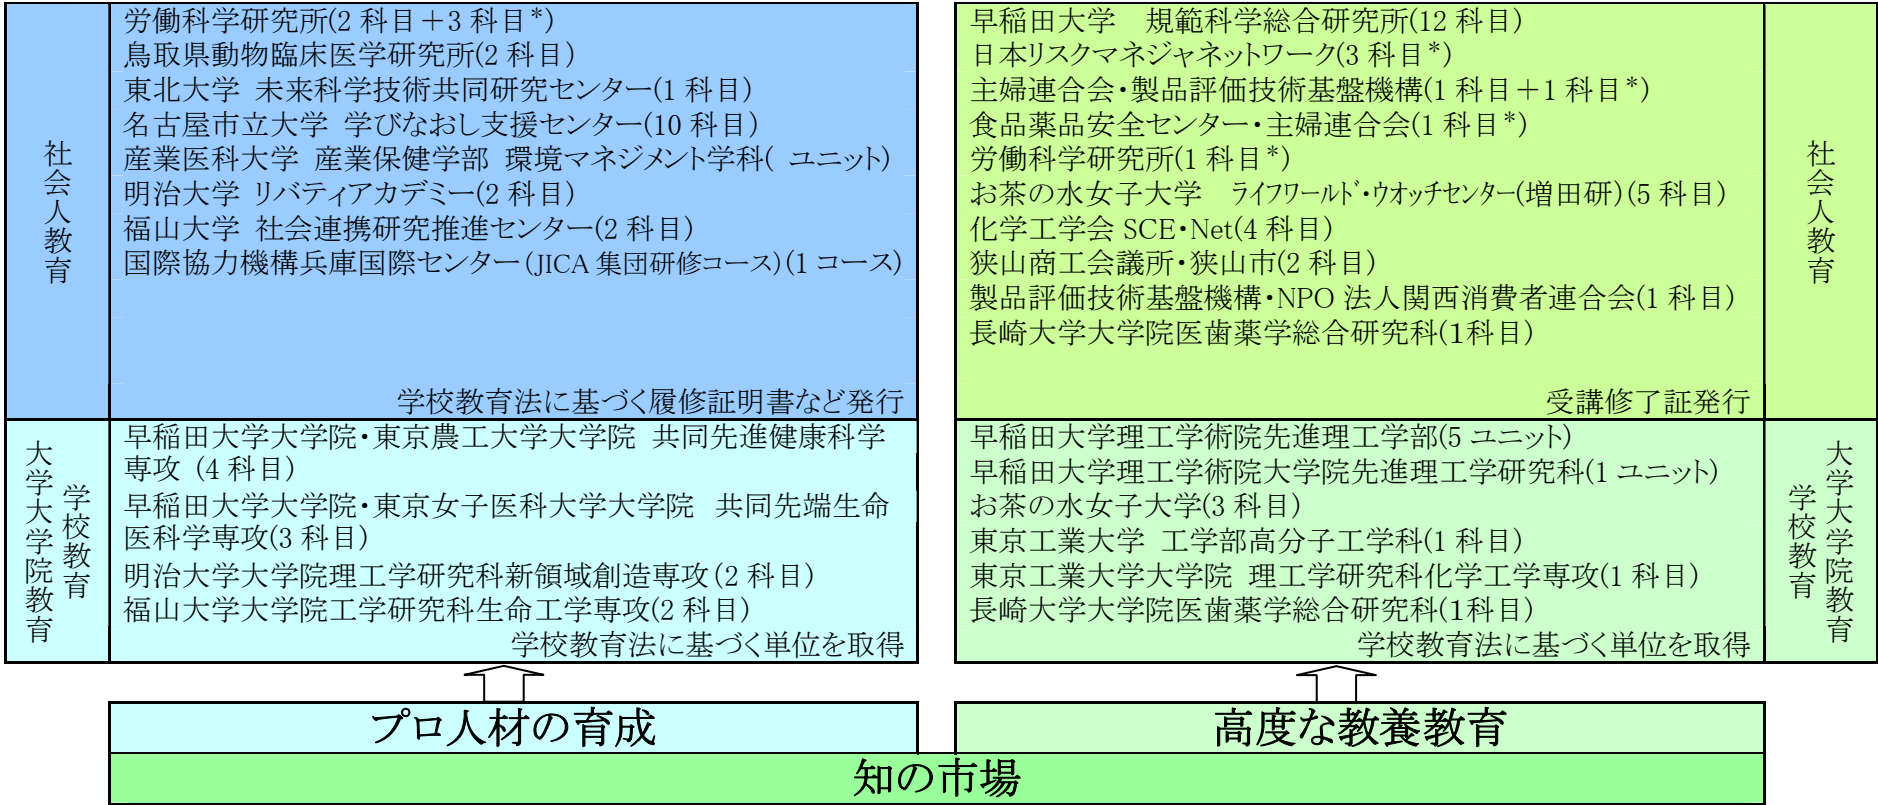 社会人教育
労働科学研究所(2 科目+3 科目*)
鳥取県動物臨床医学研究所(2 科目)
東北大学 未来科学技術共同研究センター(1 科目)
名古屋市立大学 学びなおし支援センター(10 科目)
産業医科大学 産業保健学部 環境マネジメント学科( ユニット)
明治大学 リバティアカデミー(2 科目)
福山大学 社会連携研究推進センター(2 科目)
国際協力機構兵庫国際センター(JICA 集団研修コース)(1 コース)
学校教育法に基づく履修証明書など発行
学校教育
大学大学院教育
早稲田大学大学院・東京農工大学大学院 共同先進健康科学
専攻 (4 科目)
早稲田大学大学院・東京女子医科大学大学院 共同先端生命
医科学専攻(3 科目)
明治大学大学院理工学研究科新領域創造専攻(2 科目)
福山大学大学院工学研究科生命工学専攻(2 科目)
学校教育法に基づく単位を取得
早稲田大学 規範科学総合研究所(12 科目)
日本リスクマネジャネットワーク(3 科目*)
主婦連合会・製品評価技術基盤機構(1 科目+1 科目*)
食品薬品安全センター・主婦連合会(1 科目*)
労働科学研究所(1 科目*)
お茶の水女子大学 ライフワールド・ウオッチセンター(増田研)(5 科目)
化学工学会 SCE・Net(4 科目)
狭山商工会議所・狭山市(2 科目)
製品評価技術基盤機構・NPO 法人関西消費者連合会(1 科目)
長崎大学大学院医歯薬学総合研究科(1科目)
受講修了証発行
社会人教育
早稲田大学理工学術院先進理工学部(5 ユニット)
早稲田大学理工学術院大学院先進理工学研究科(1 ユニット)
お茶の水女子大学(3 科目)
東京工業大学 工学部高分子工学科(1 科目)
東京工業大学大学院 理工学研究科化学工学専攻(1 科目)
長崎大学大学院医歯薬学総合研究科(1科目)
学校教育法に基づく単位を取得
大学大学院教育
学校教育
プロ人材の育成
高度な教養教育
知の市場